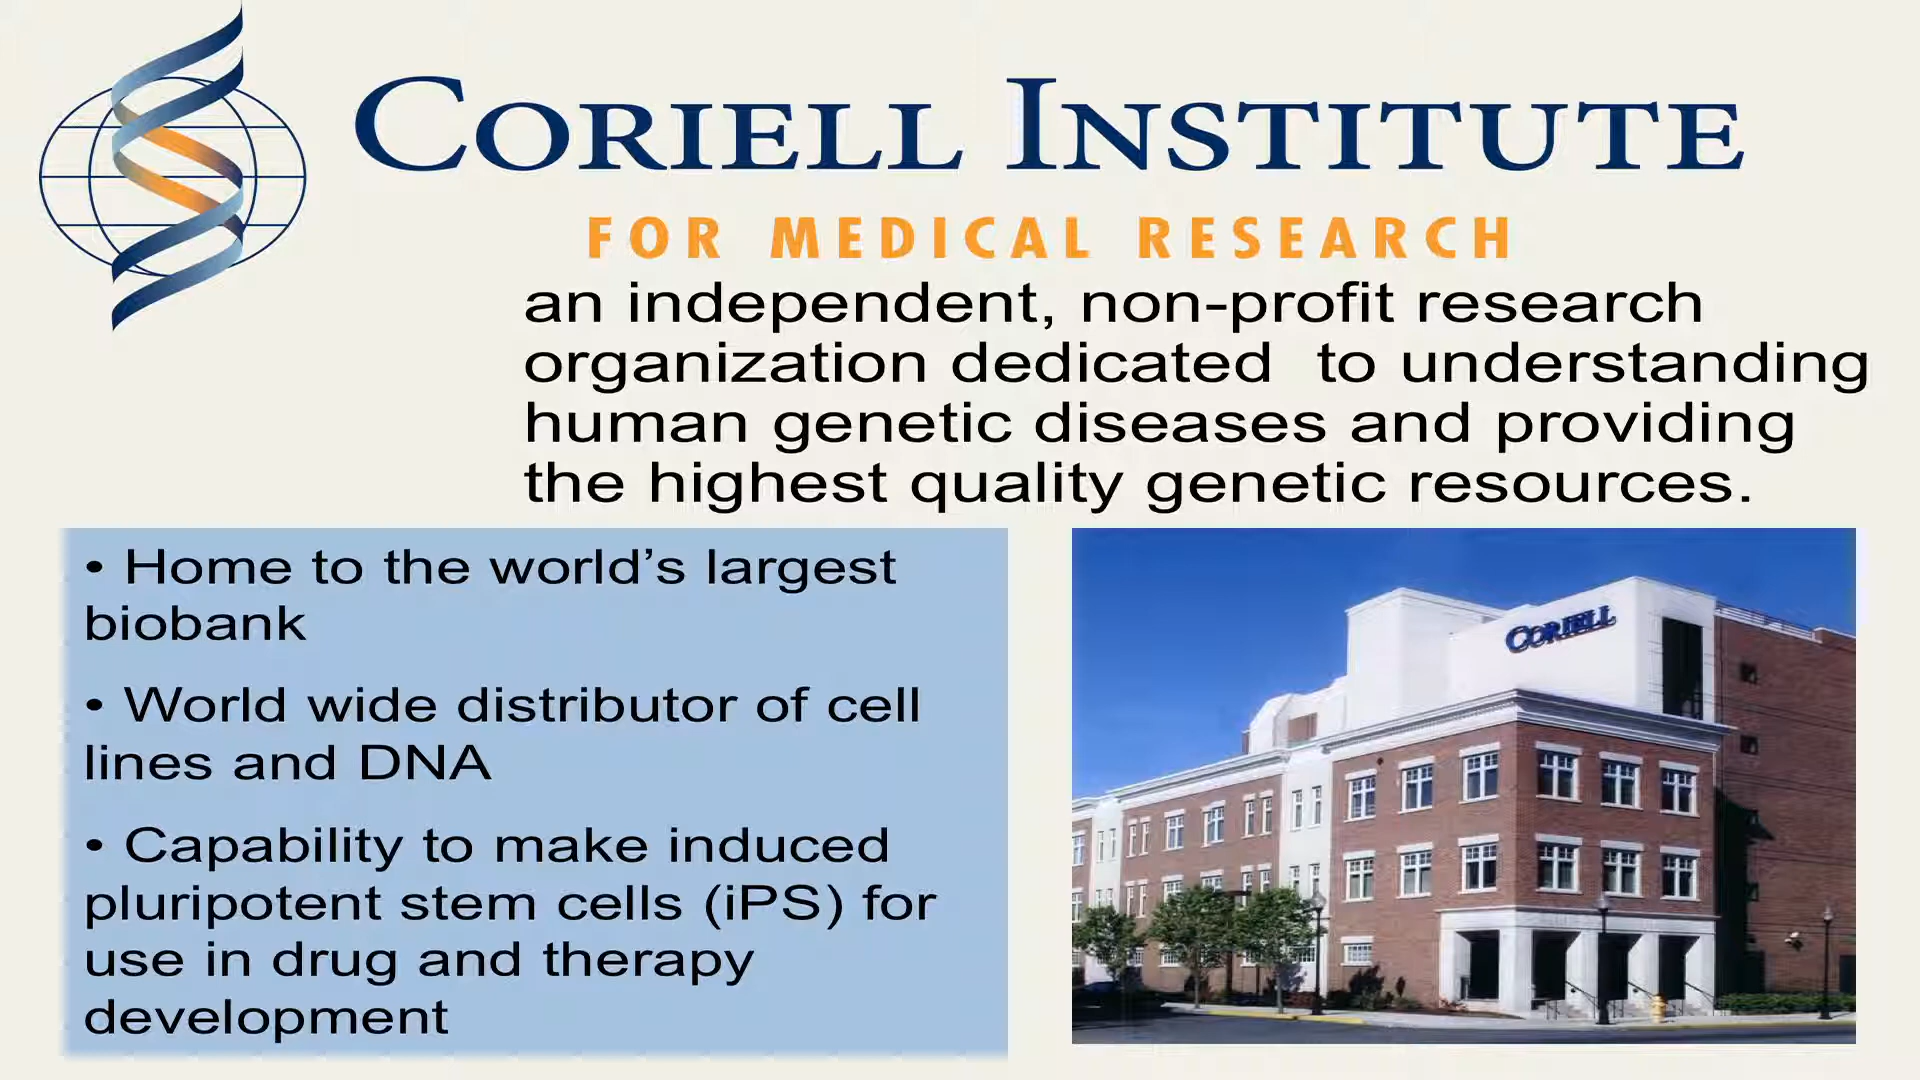 CORIELL INSTITUTE
FOR MEDICAL RESEARCH
an independent, non-profit research
organization dedicated  to understanding
human genetic diseases and providing
the highest quality genetic resources.
• Home to the world’s largest
biobank
• World wide distributor of cell
lines and DNA
• Capability to make induced
pluripotent stem cells (iPS) for
use in drug and therapy
development
CORIELL